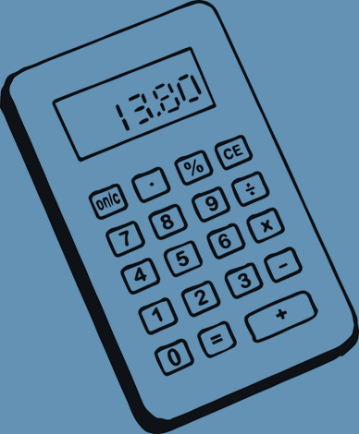 13.80
on/c · % CE
7 8 9 ÷
4 5 6 x
1 2 3 -
0 = +